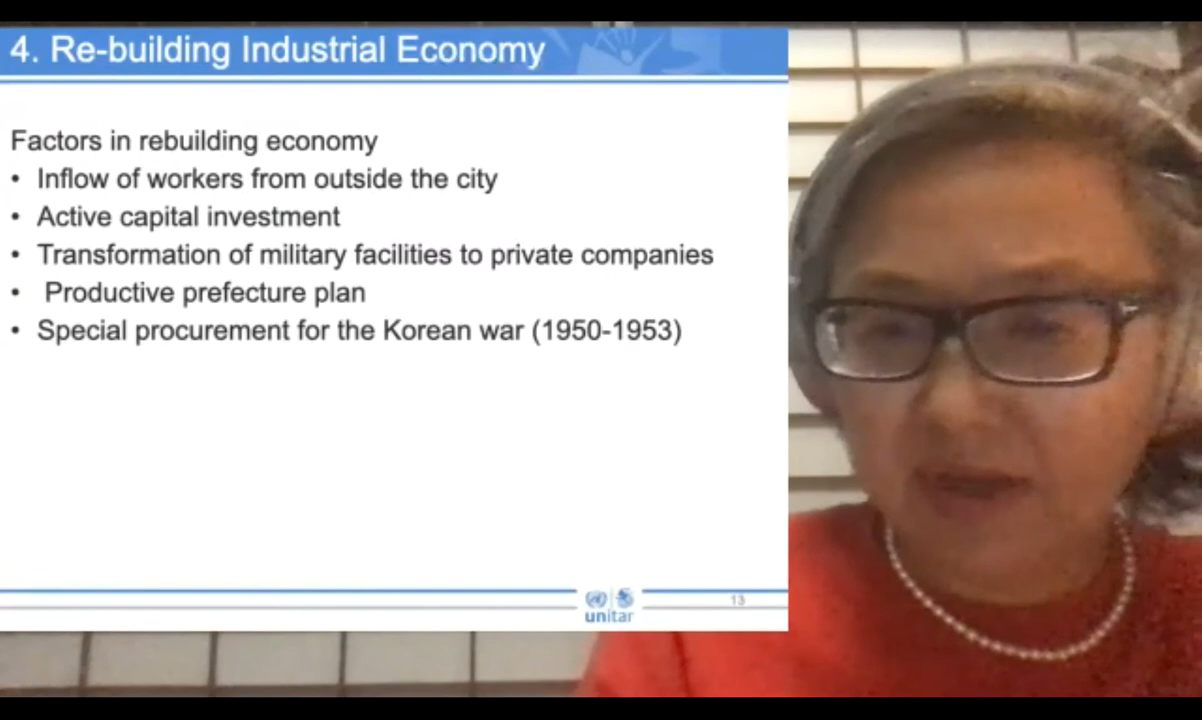 4. Re-building Industrial Economy
Factors in rebuilding economy
• Inflow of workers from outside the city
• Active capital investment
• Transformation of military facilities to private companies
• Productive prefecture plan
• Special procurement for the Korean war (1950-1953)
unitar
13